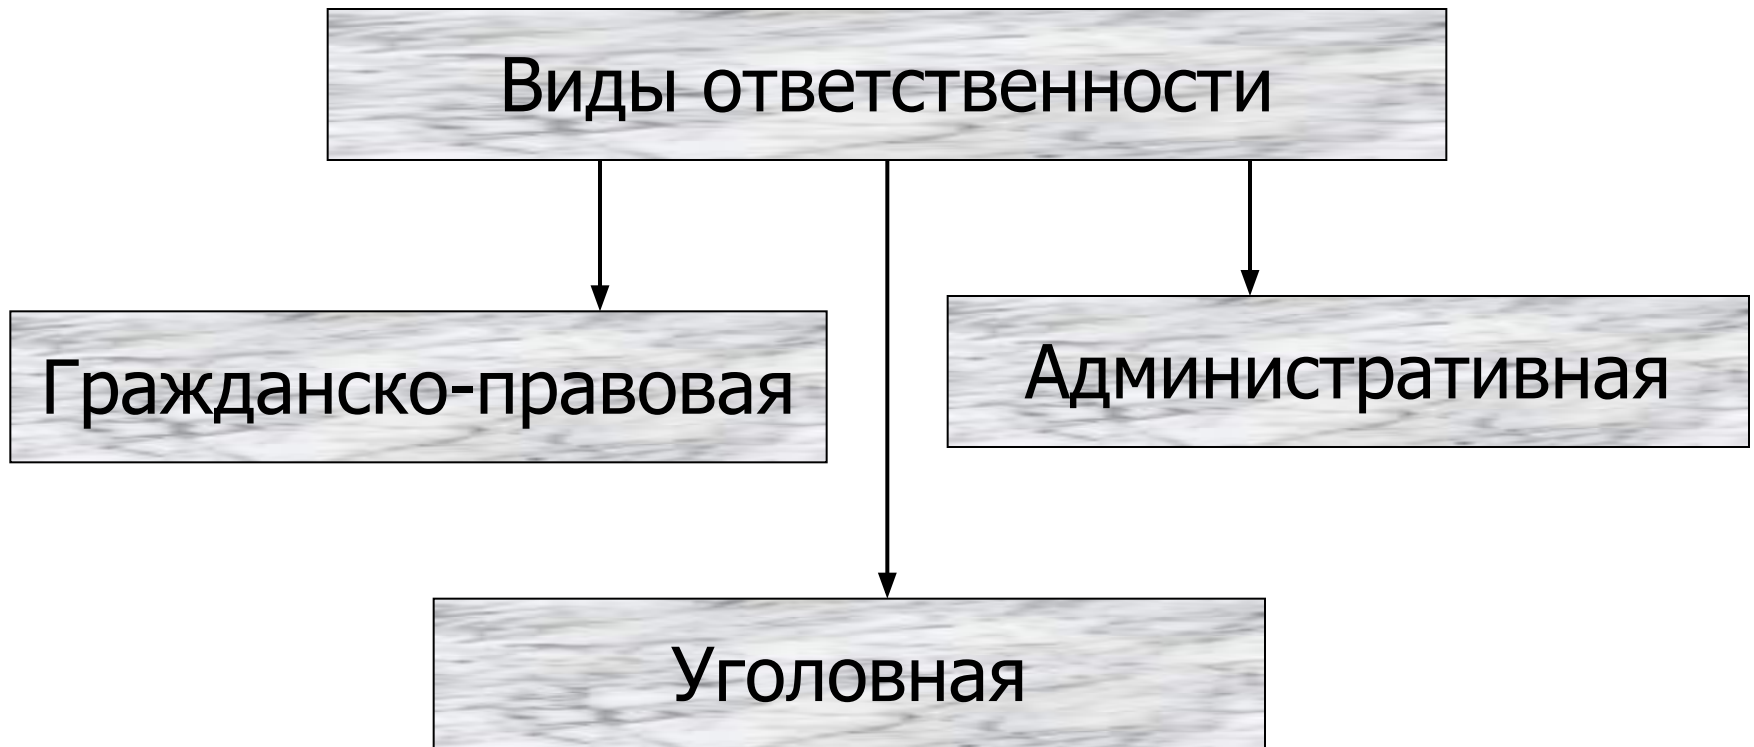 Виды ответственности
Гражданско-правовая
Административная
Уголовная